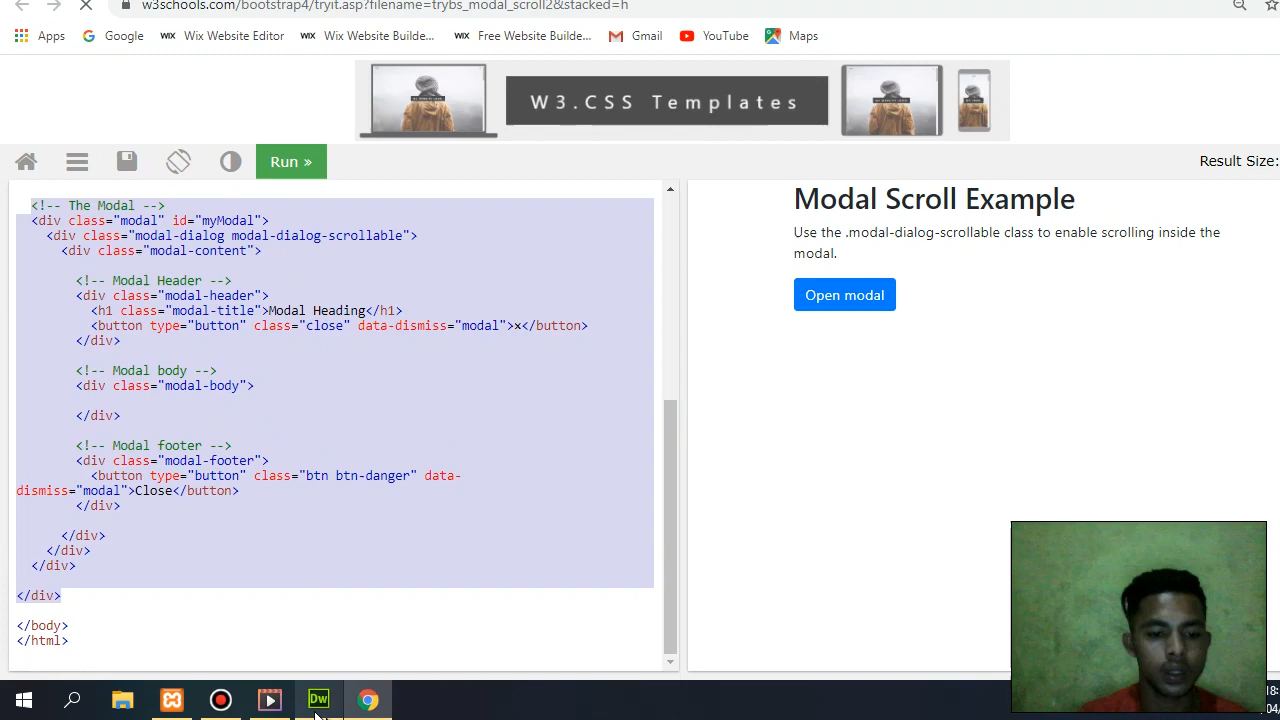 w3schools.com/bootstrap4/tryit.asp?filename=trybs_modal_scroll2&stacked=h
Apps Google WIX Wix Website Editor WIX Wix Website Builde... WIX Free Website Builde... Gmail YouTube Maps
W3.CSS Templates
Run »
Result Size:
<!-- The Modal -->
<div class="modal" id="myModal">
<div class="modal-dialog modal-dialog-scrollable">
<div class="modal-content">
<!-- Modal Header -->
<div class="modal-header">
<h1 class="modal-title">Modal Heading</h1>
<button type="button" class="close" data-dismiss="modal">×</button>
</div>
<!-- Modal body -->
<div class="modal-body">
</div>
<!-- Modal footer -->
<div class="modal-footer">
<button type="button" class="btn btn-danger" data-
dismiss="modal">Close</button>
</div>
</div>
</div>
</div>
</div>
</body>
</html>
Modal Scroll Example
Use the .modal-dialog-scrollable class to enable scrolling inside the
modal.
Open modal
Dw
18:
04/